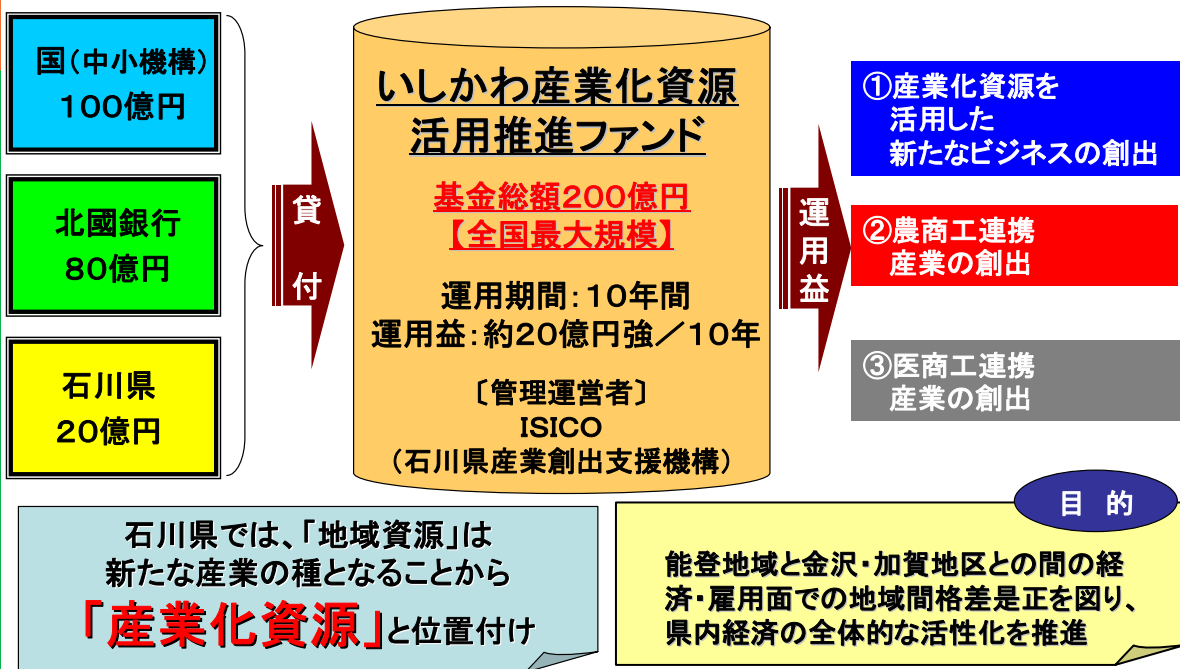 国(中小機構)
100億円
北國銀行
80億円
石川県
20億円
貸付
いしかわ産業化資源
活用推進ファンド
基金総額200億円
【全国最大規模】
運用期間:10年間
運用益:約20億円強/10年
〔管理運営者〕
ISICO
(石川県産業創出支援機構)
運用益
①産業化資源を
活用した
新たなビジネスの創出
②農商工連携
産業の創出
③医商工連携
産業の創出
石川県では、「地域資源」は
新たな産業の種となることから
「産業化資源」と位置付け
目 的
能登地域と金沢・加賀地区との間の経
済・雇用面での地域間格差是正を図り、
県内経済の全体的な活性化を推進